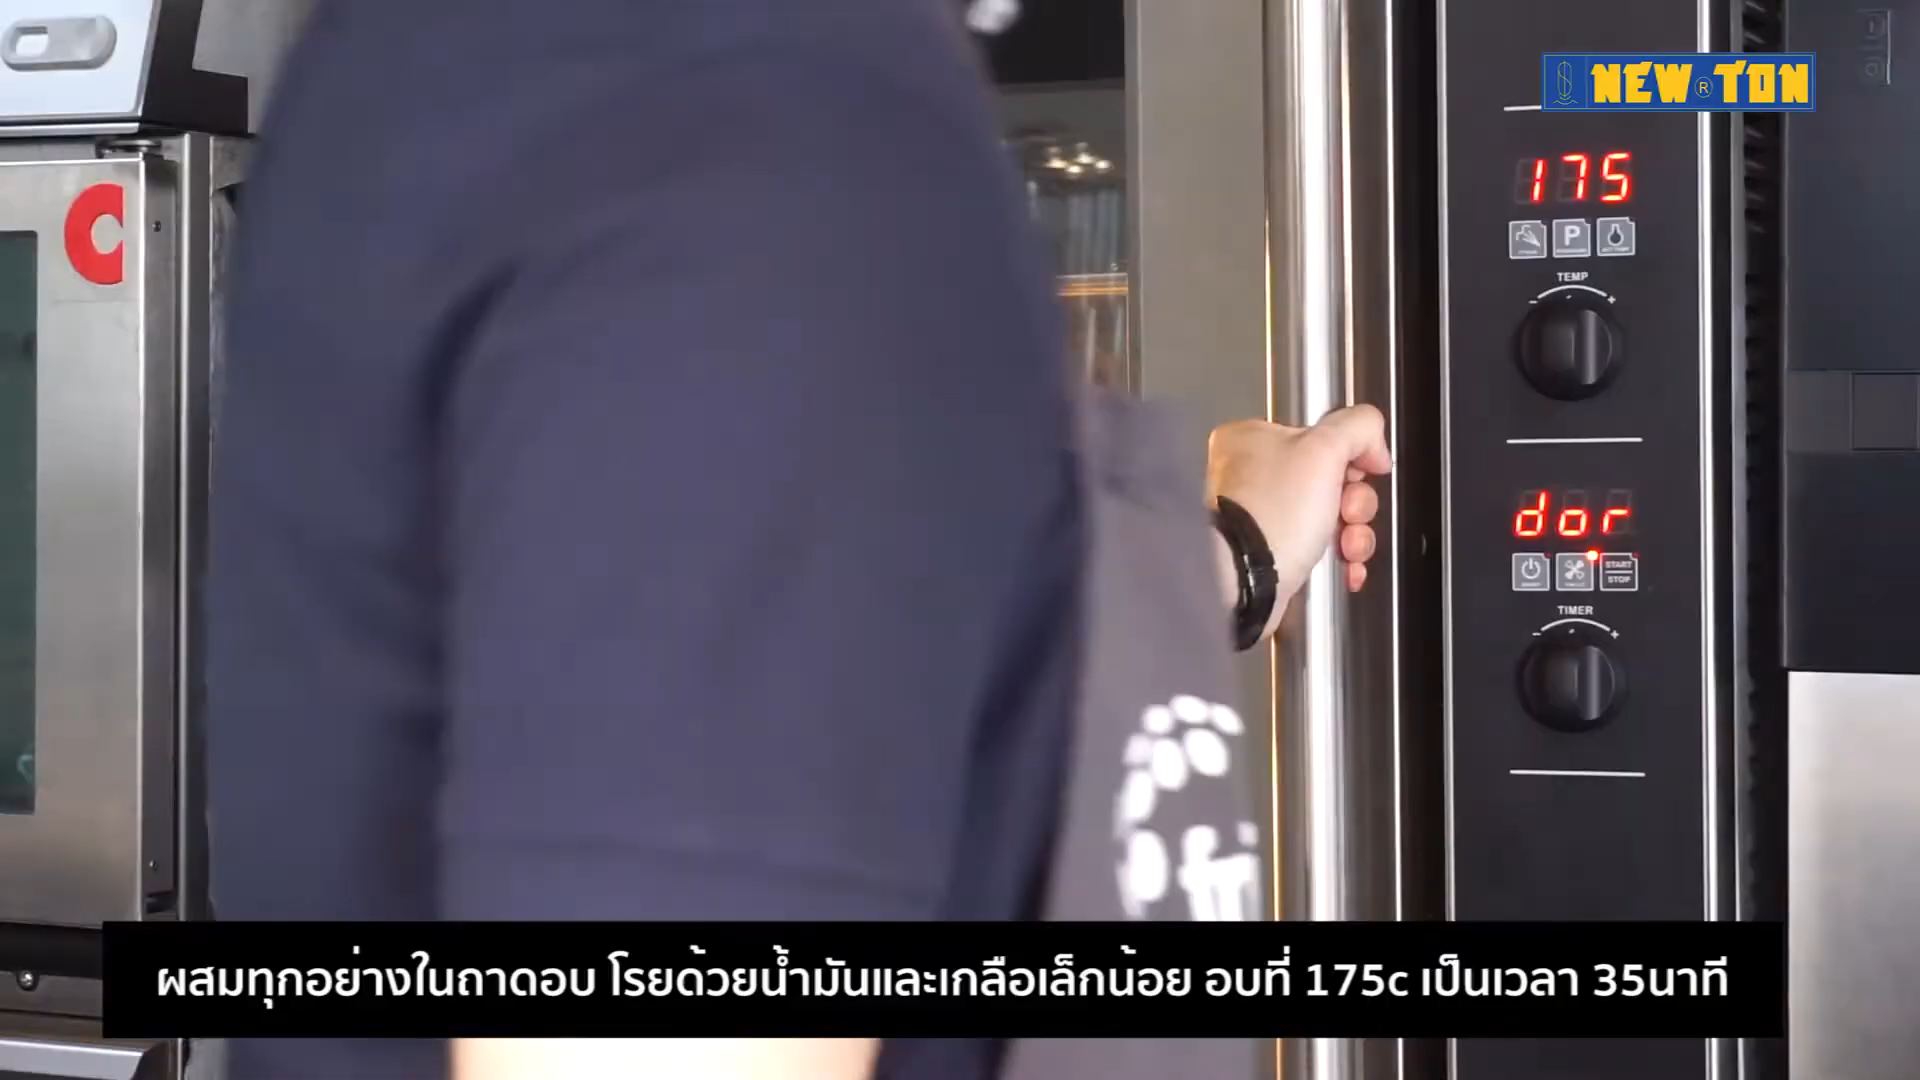 NEW®TON
175
P
TEMP
- +
dor
START
STOP
TIMER
- +
C
fri
ผสมทุกอย่างในถาดอบ โรยด้วยน้ำมันและเกลือเล็กน้อย อบที่ 175c เป็นเวลา 35นาที